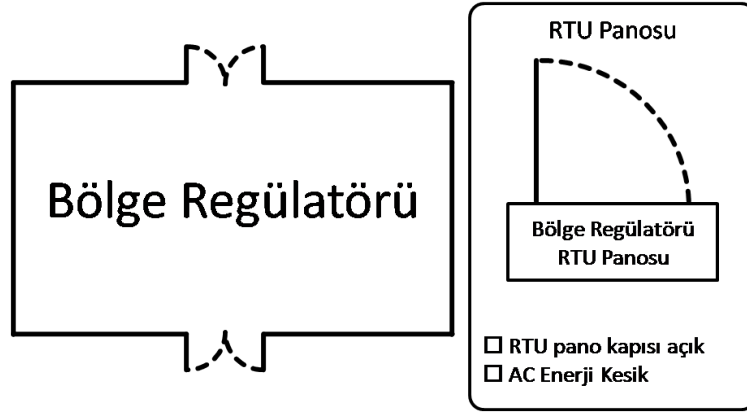 Bölge Regülatörü
RTU Panosu
Bölge Regülatörü
RTU Panosu
RTU pano kapısı açık
AC Enerji Kesik